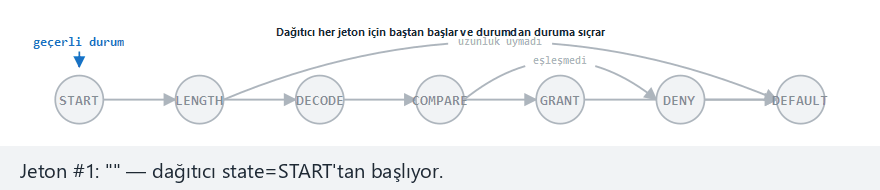 Dağıtıcı her jeton için baştan başlar ve durumdan duruma sıçrar
geçerli durum
uzunluk uymadı
eşleşmedi
START
LENGTH
DECODE
COMPARE
GRANT
DENY
DEFAULT
Jeton #1: "" — dağıtıcı state=START'tan başlıyor.